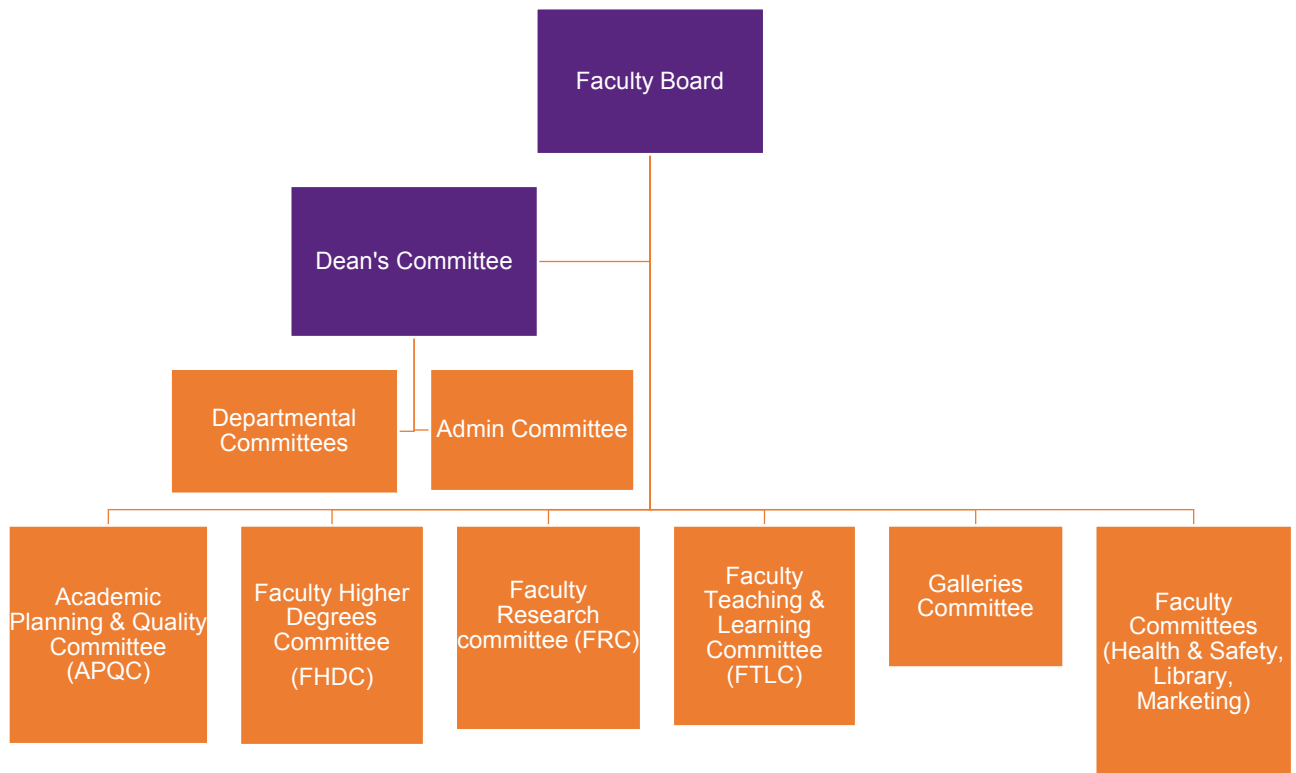 Faculty Board
Dean's Committee
Departmental
Committees
Admin Committee
Academic
Planning & Quality
Committee
(APQC)
Faculty Higher
Degrees
Committee
(FHDC)
Faculty
Research
committee (FRC)
Faculty
Teaching &
Learning
Committee
(FTLC)
Galleries
Committee
Faculty
Committees
(Health & Safety,
Library,
Marketing)